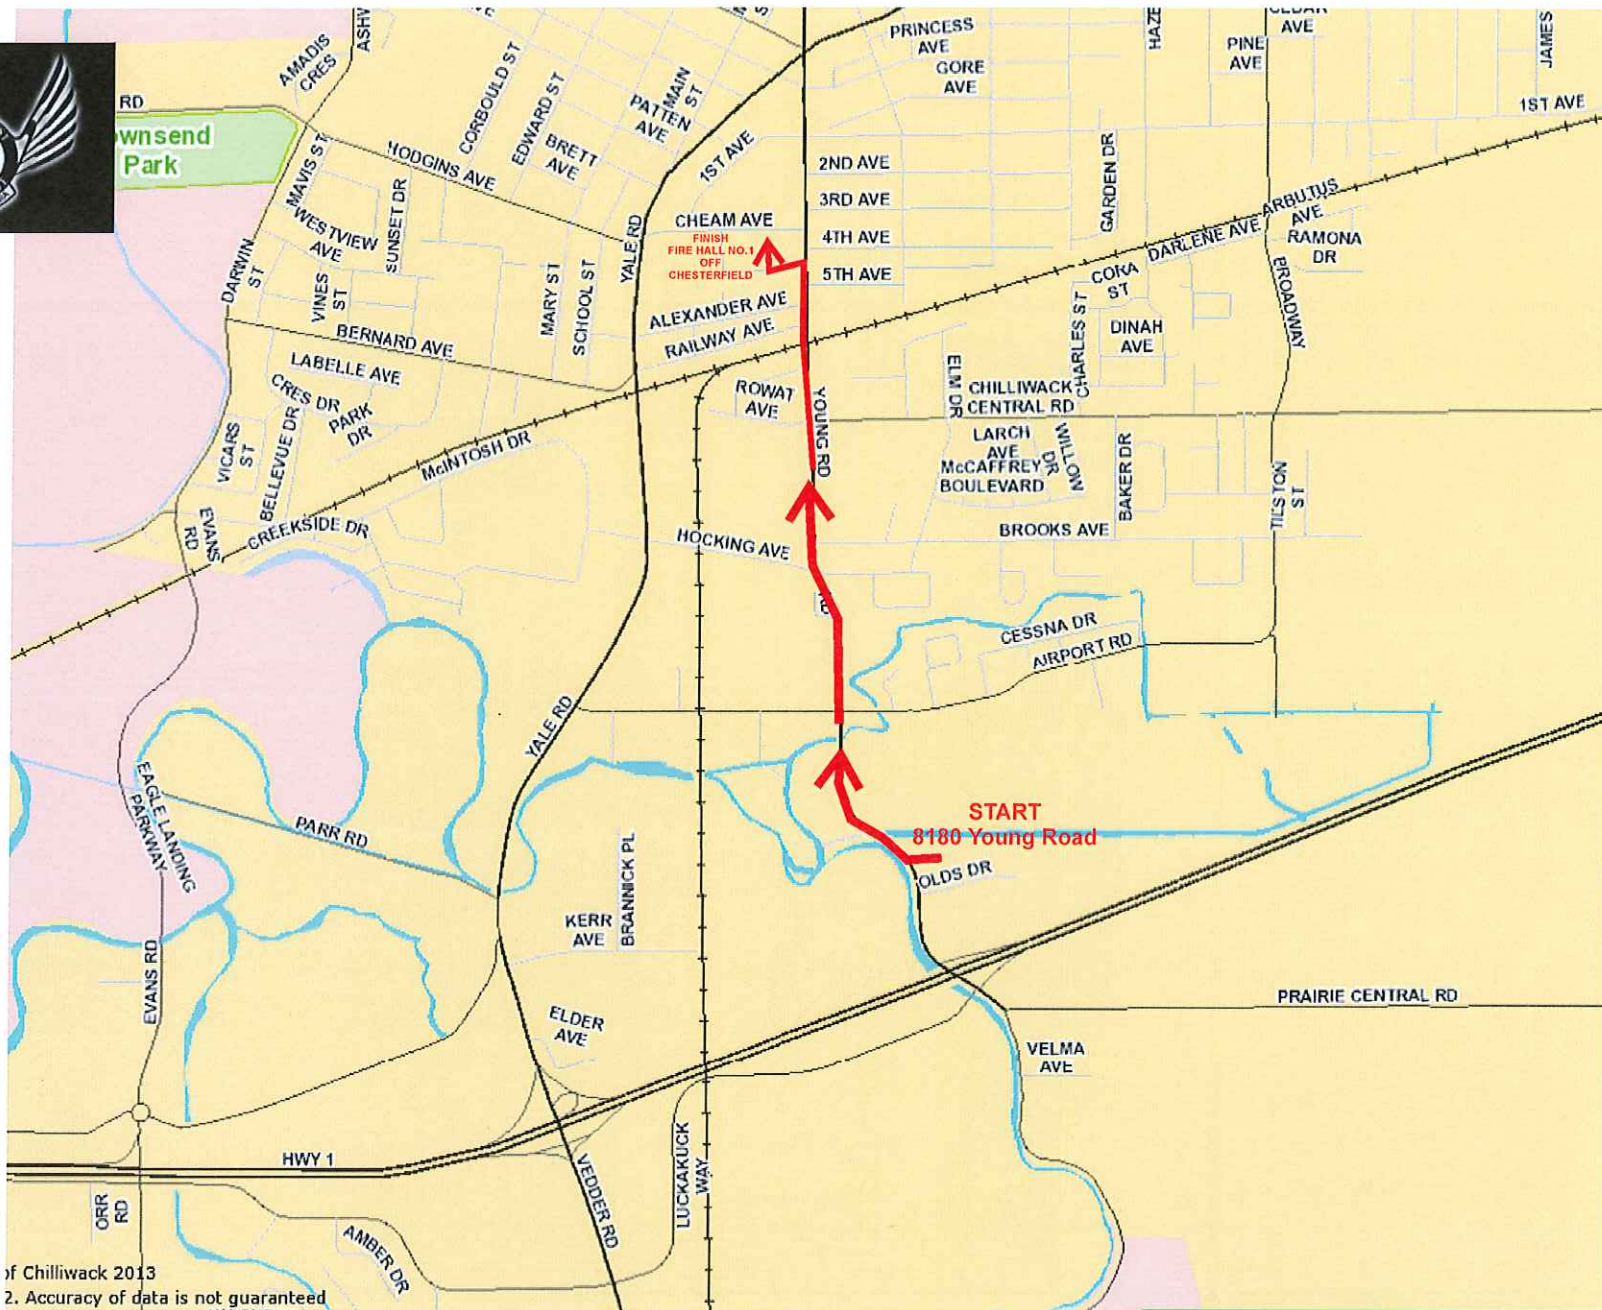 PRINCESS
AVE
GORE
AVE
PINE
AVE
AVE
JAMES
1ST AVE
AMADIS
CRES
RD
ownsend
Park
CORBOULD ST
EDWARD ST
MAIN
ST
PATTEN
AVE
BRETT
AVE
HODGINS AVE
MAVIS ST
WESTVIEW
AVE
SUNSET DR
1ST AVE
2ND AVE
3RD AVE
4TH AVE
5TH AVE
GARDEN DR
ARBUTUS
AVE
DARLENE AVE
RAMONA
DR
CHEAM AVE
FINISH
FIRE HALL NO.1
OFF
CHESTERFIELD
YALE RD
DARWIN
ST
VINES
ST
MARY ST
SCHOOL ST
ALEXANDER AVE
RAILWAY AVE
BERNARD AVE
CORA
ST
CHARLES ST
DINAH
AVE
BROADWAY
LABELLE AVE
CRES DR
PARK
DR
BELLEVUE DR
VICARS
ST
McINTOSH DR
ROWAT
AVE
YOUNG RD
ELM DR
CHILLIWACK
CENTRAL RD
LARCH
AVE
WILLOW
DR
McCAFFREY
BOULEVARD
BAKER DR
TILSTON
ST
EVANS
RD
CREEKSIDE DR
HOCKING AVE
BROOKS AVE
RD
CESSNA DR
AIRPORT RD
YALE RD
EAGLE LANDING
PARKWAY
PARR RD
START
8180 Young Road
OLDS DR
BRANNICK PL
KERR
AVE
EVANS RD
ELDER
AVE
PRAIRIE CENTRAL RD
VELMA
AVE
HWY 1
VEDDER RD
LUCKAKUCK
WAY
ORR
RD
AMBER DR
of Chilliwack 2013
2. Accuracy of data is not guaranteed